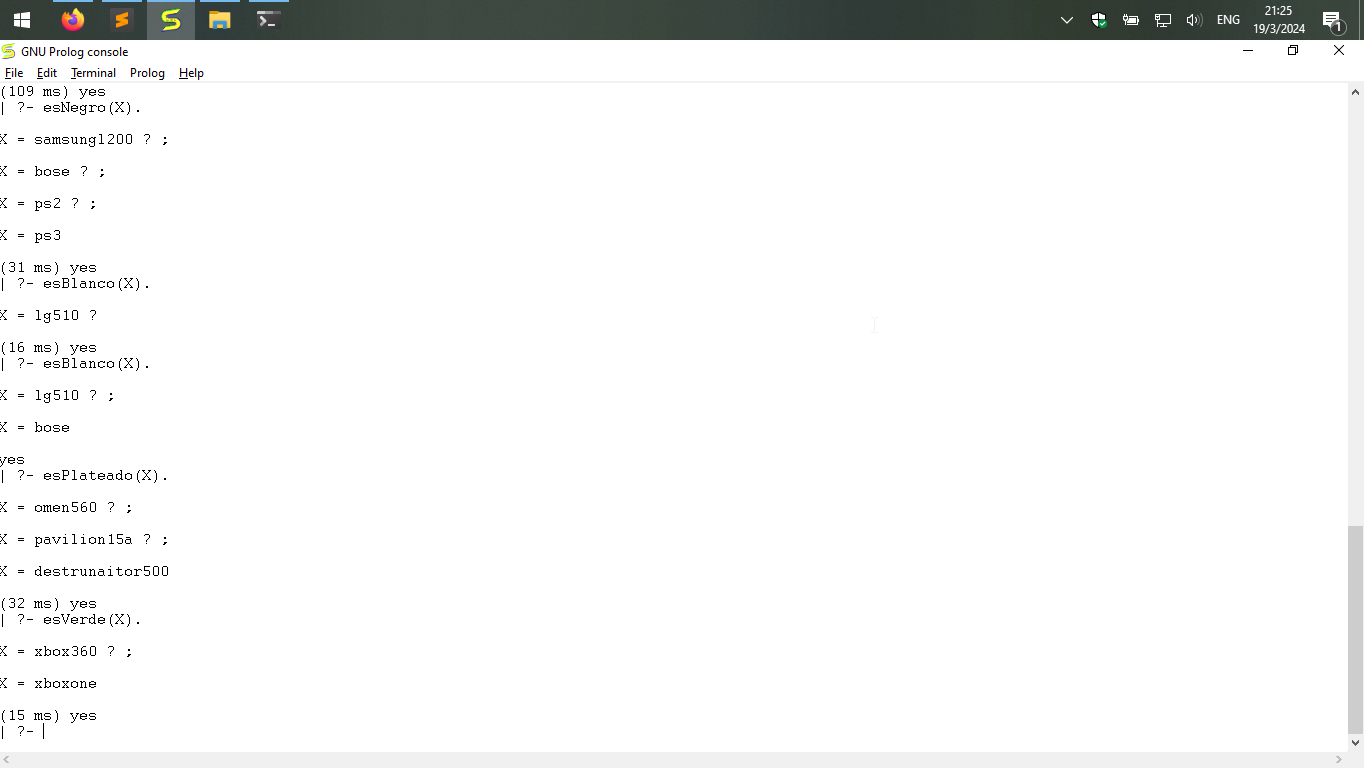 ENG
21:25
19/3/2024
1
GNU Prolog console
File Edit Terminal Prolog Help
(109 ms) yes
| ?- esNegro(X).
X = samsung1200 ? ;
X = bose ? ;
X = ps2 ? ;
X = ps3
(31 ms) yes
| ?- esBlanco(X).
X = lg510 ?
(16 ms) yes
| ?- esBlanco(X).
X = lg510 ? ;
X = bose
yes
| ?- esPlateado(X).
X = omen560 ? ;
X = pavilion15a ? ;
X = destrunaitor500
(32 ms) yes
| ?- esVerde(X).
X = xbox360 ? ;
X = xboxone
(15 ms) yes
| ?-